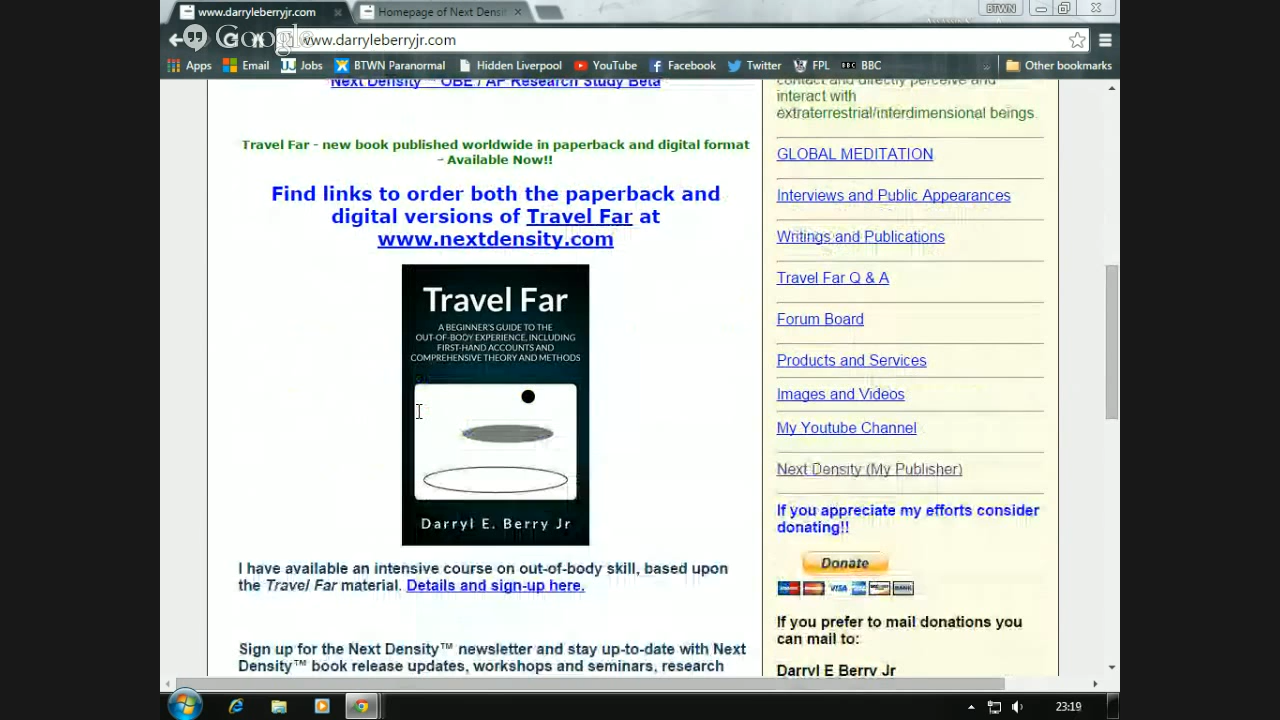 www.darryleberryjr.com
Homepage of Next Densit
BTWN
Google
www.darryleberryjr.com
Apps
Email
Jobs
BTWN Paranormal
Hidden Liverpool
YouTube
Facebook
Twitter
FPL
BBC
»
Other bookmarks
Next Density™ OBE / AP Research Study Beta
Travel Far - new book published worldwide in paperback and digital format
- Available Now!!
Find links to order both the paperback and
digital versions of Travel Far at
www.nextdensity.com
Travel Far
A BEGINNER'S GUIDE TO THE
OUT-OF-BODY EXPERIENCE, INCLUDING
FIRST-HAND ACCOUNTS AND
COMPREHENSIVE THEORY AND METHODS
Darryl E. Berry Jr
I have available an intensive course on out-of-body skill, based upon
the Travel Far material. Details and sign-up here.
Sign up for the Next Density™ newsletter and stay up-to-date with Next
Density™ book release updates, workshops and seminars, research
contact and directly perceive and
interact with
extraterrestrial/interdimensional beings.
GLOBAL MEDITATION
Interviews and Public Appearances
Writings and Publications
Travel Far Q & A
Forum Board
Products and Services
Images and Videos
My Youtube Channel
Next Density (My Publisher)
If you appreciate my efforts consider
donating!!
Donate
VISA
BANK
If you prefer to mail donations you
can mail to:
Darryl E Berry Jr
23:19